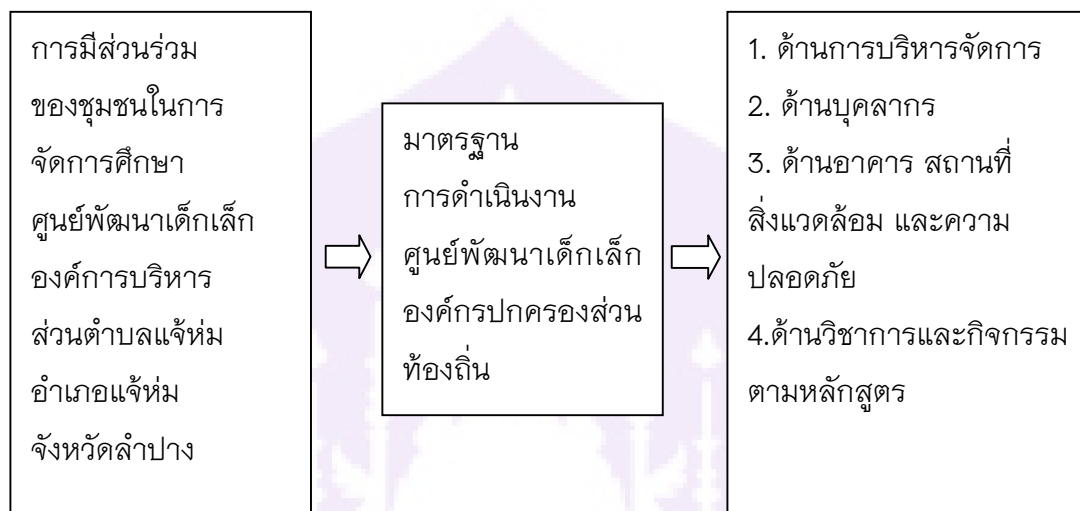 การมีส่วนร่วม
ของชุมชนในการ
จัดการศึกษา
ศูนย์พัฒนาเด็กเล็ก
องค์การบริหาร
ส่วนตำบลแจ้ห่ม
อำเภอแจ้ห่ม
จังหวัดลำปาง
มาตรฐาน
การดำเนินงาน
ศูนย์พัฒนาเด็กเล็ก
องค์กรปกครองส่วน
ท้องถิ่น
1. ด้านการบริหารจัดการ
2. ด้านบุคลากร
3. ด้านอาคาร สถานที่
สิ่งแวดล้อม และความ
ปลอดภัย
4.ด้านวิชาการและกิจกรรม
ตามหลักสูตร